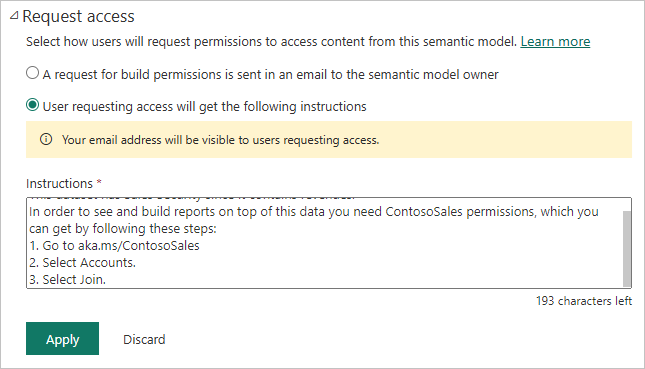 Request access
Select how users will request permissions to access content from this semantic model. Learn more
A request for build permissions is sent in an email to the semantic model owner
User requesting access will get the following instructions
Your email address will be visible to users requesting access.
Instructions *
In order to see and build reports on top of this data you need ContosoSales permissions, which you
can get by following these steps:
1. Go to aka.ms/ContosoSales
2. Select Accounts.
3. Select Join.
193 characters left
Apply
Discard